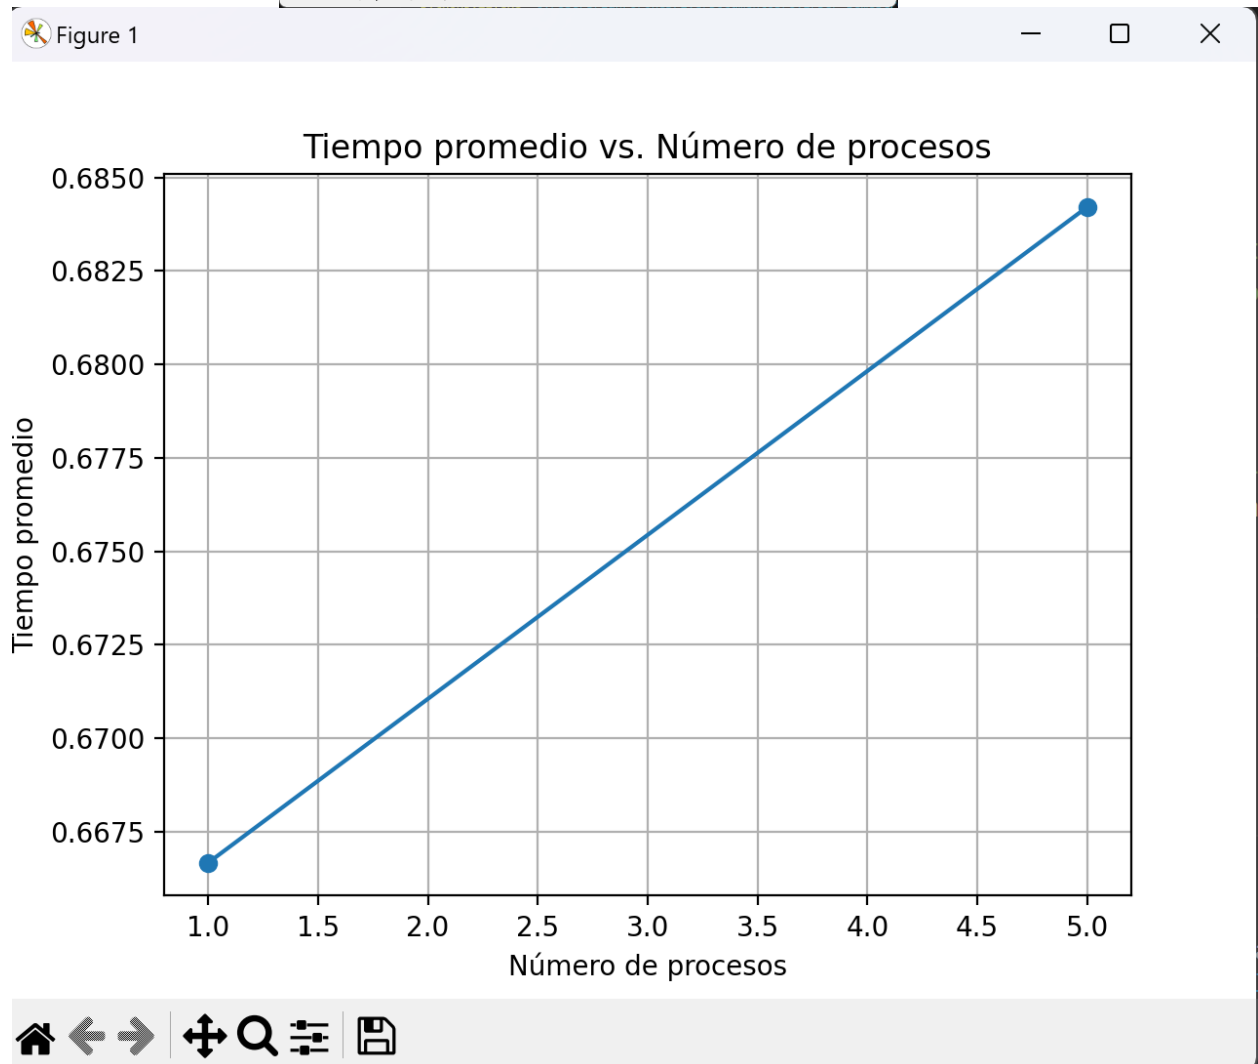 Figure 1
Tiempo promedio vs. Número de procesos
0.6850
0.6825
0.6800
0.6775
0.6750
0.6725
0.6700
0.6675
Tiempo promedio
1.0 1.5 2.0 2.5 3.0 3.5 4.0 4.5 5.0
Número de procesos